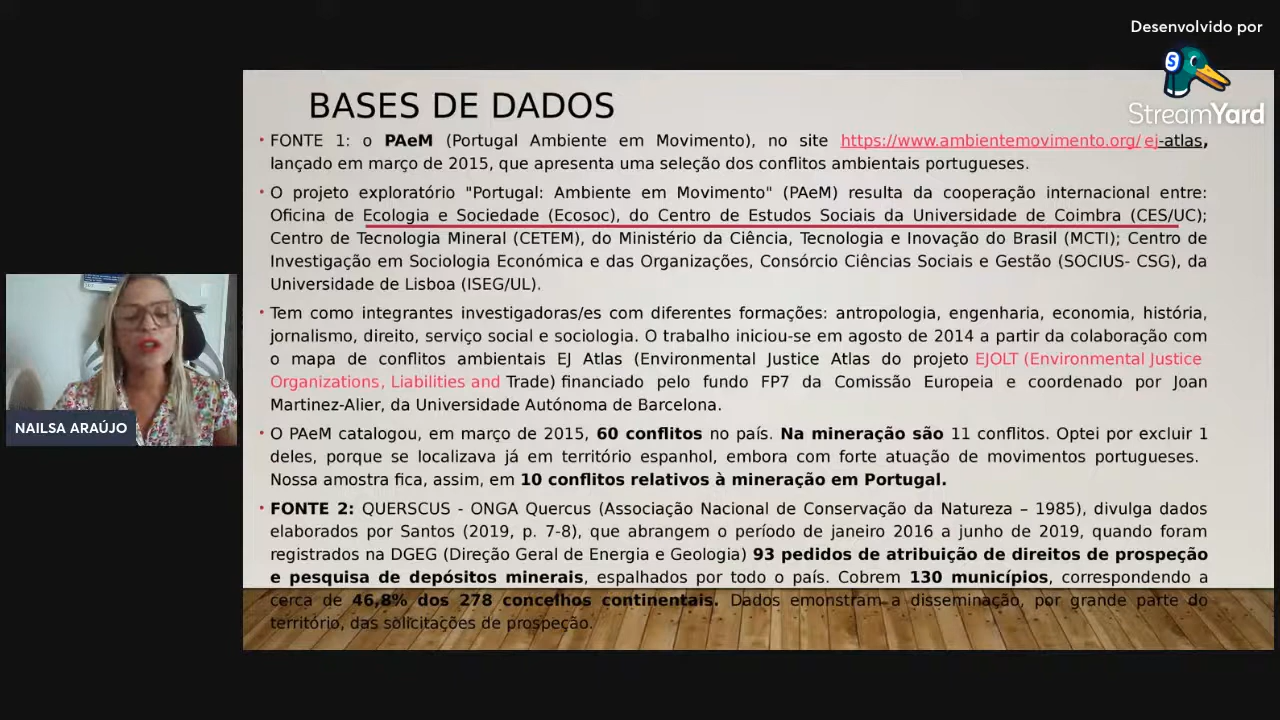 Desenvolvido por
StreamYard
BASES DE DADOS
• FONTE 1: o PAeM (Portugal Ambiente em Movimento), no site https://www.ambientemovimento.org/ ej-atlas,
lançado em março de 2015, que apresenta uma seleção dos conflitos ambientais portugueses.
• O projeto exploratório "Portugal: Ambiente em Movimento" (PAeM) resulta da cooperação internacional entre:
Oficina de Ecologia e Sociedade (Ecosoc), do Centro de Estudos Sociais da Universidade de Coimbra (CES/UC);
Centro de Tecnologia Mineral (CETEM), do Ministério da Ciência, Tecnologia e Inovação do Brasil (MCTI); Centro de
Investigação em Sociologia Económica e das Organizações, Consórcio Ciências Sociais e Gestão (SOCIUS- CSG), da
Universidade de Lisboa (ISEG/UL).
• Tem como integrantes investigadoras/es com diferentes formações: antropologia, engenharia, economia, história,
jornalismo, direito, serviço social e sociologia. O trabalho iniciou-se em agosto de 2014 a partir da colaboração com
o mapa de conflitos ambientais EJ Atlas (Environmental Justice Atlas do projeto EJOLT (Environmental Justice
Organizations, Liabilities and Trade) financiado pelo fundo FP7 da Comissão Europeia e coordenado por Joan
Martinez-Alier, da Universidade Autónoma de Barcelona.
• O PAeM catalogou, em março de 2015, 60 conflitos no país. Na mineração são 11 conflitos. Optei por excluir 1
deles, porque se localizava já em território espanhol, embora com forte atuação de movimentos portugueses.
Nossa amostra fica, assim, em 10 conflitos relativos à mineração em Portugal.
• FONTE 2: QUERSCUS - ONGA Quercus (Associação Nacional de Conservação da Natureza – 1985), divulga dados
elaborados por Santos (2019, p. 7-8), que abrangem o período de janeiro 2016 a junho de 2019, quando foram
registrados na DGEG (Direção Geral de Energia e Geologia) 93 pedidos de atribuição de direitos de prospeção
e pesquisa de depósitos minerais, espalhados por todo o país. Cobrem 130 municípios, correspondendo a
cerca de 46,8% dos 278 concelhos continentais. Dados emonstram a disseminação, por grande parte do
território, das solicitações de prospeção.
NAILSA ARAÚJO